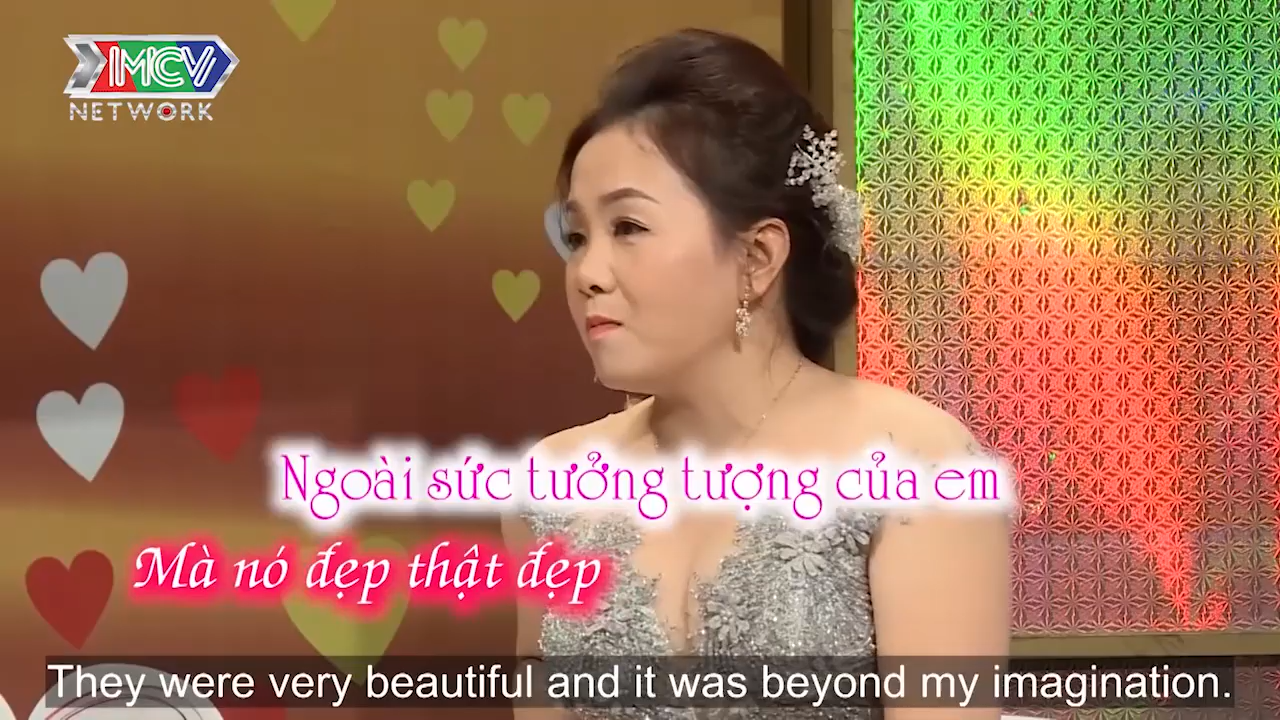 MCV
NETWORK
Ngoài sức tưởng tượng của em
Mà nó đẹp thật đẹp
They were very beautiful and it was beyond my imagination.